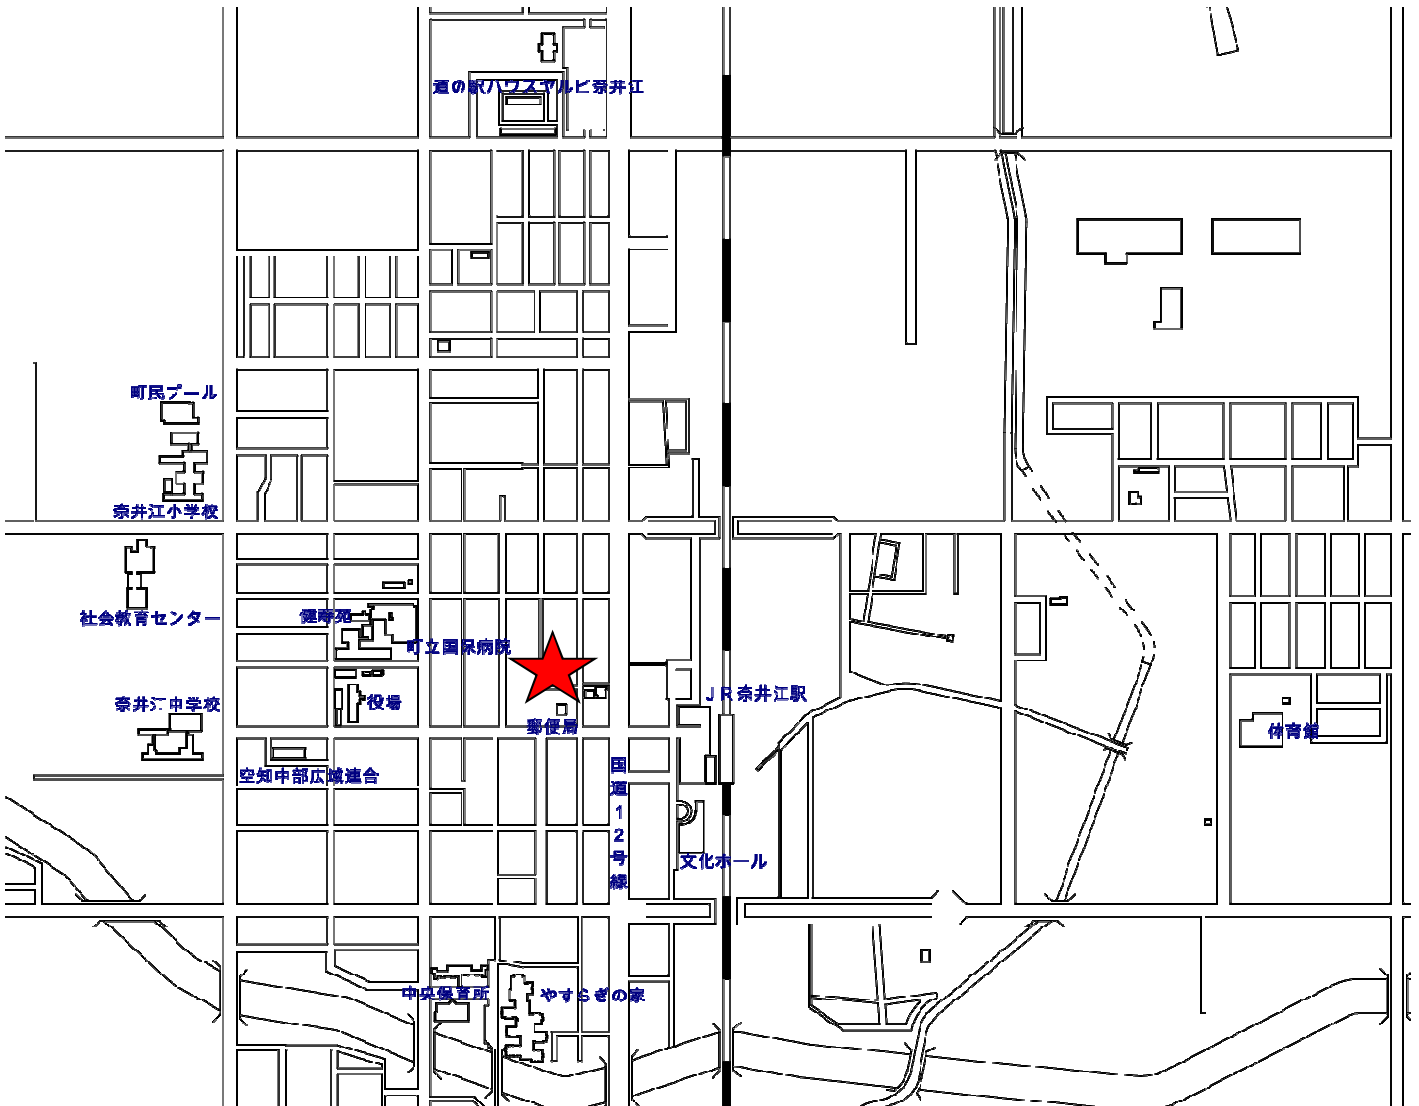 道の駅ハウスヤルビ奈井江
町民プール
奈井江小学校
社会教育センター
健寿苑
町立国保病院
奈井江中学校
役場
ＪＲ奈井江駅
郵便局
体育館
空知中部広域連合
国道12号線
文化ホール
中央保育所
やすらぎの家